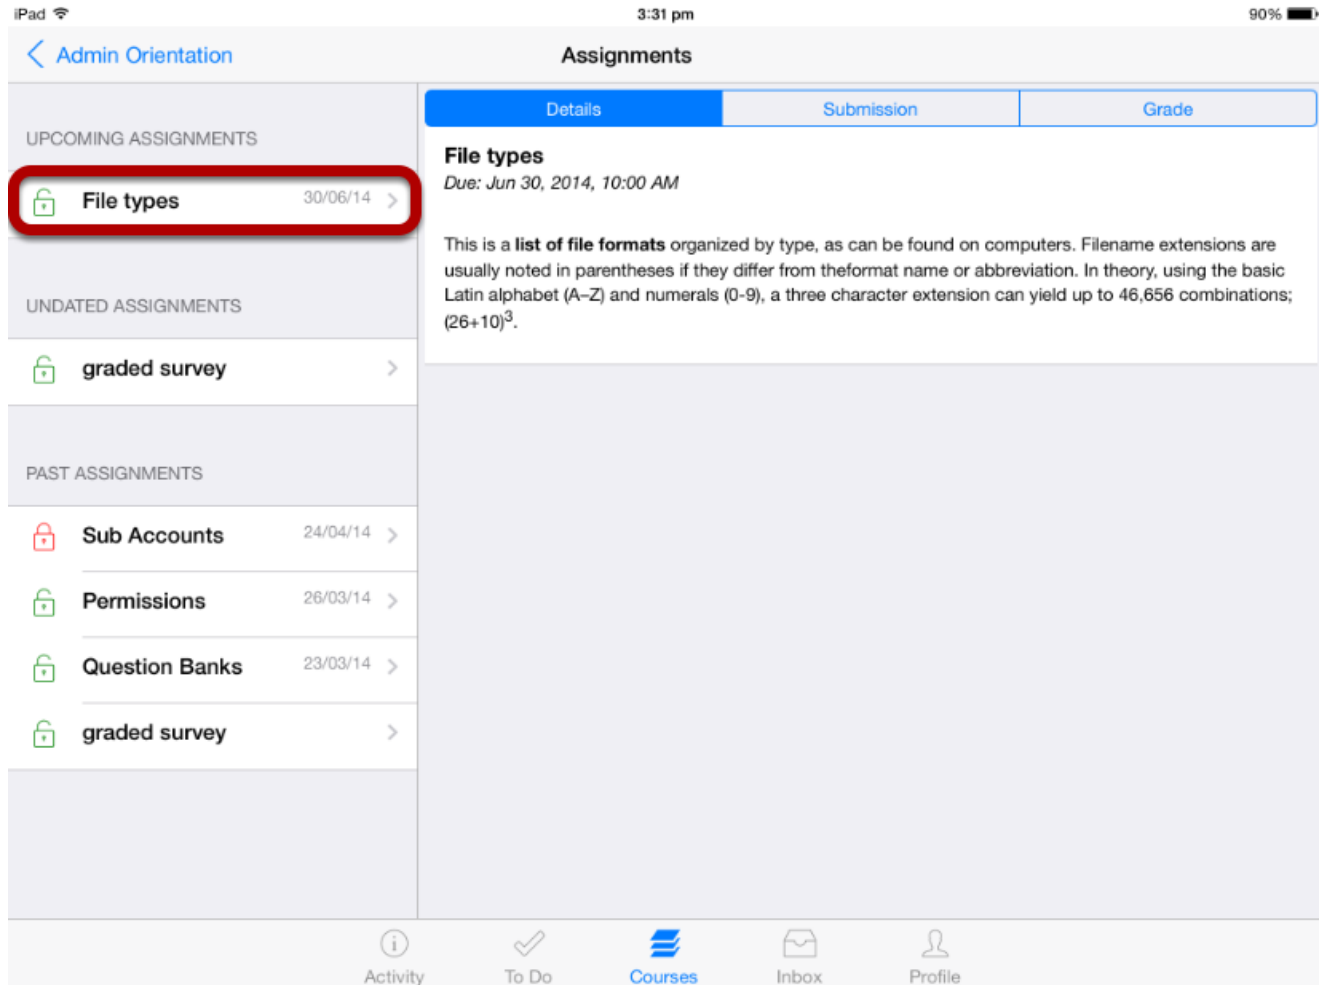 iPad 3:31 pm 90%
Admin Orientation Assignments
Details Submission Grade
UPCOMING ASSIGNMENTS
File types 30/06/14
UNDATED ASSIGNMENTS
graded survey
PAST ASSIGNMENTS
Sub Accounts 24/04/14
Permissions 26/03/14
Question Banks 23/03/14
graded survey
File types
Due: Jun 30, 2014, 10:00 AM
This is a list of file formats organized by type, as can be found on computers. Filename extensions are
usually noted in parentheses if they differ from theformat name or abbreviation. In theory, using the basic
Latin alphabet (A–Z) and numerals (0-9), a three character extension can yield up to 46,656 combinations;
(26+10)³.
Activity To Do Courses Inbox Profile